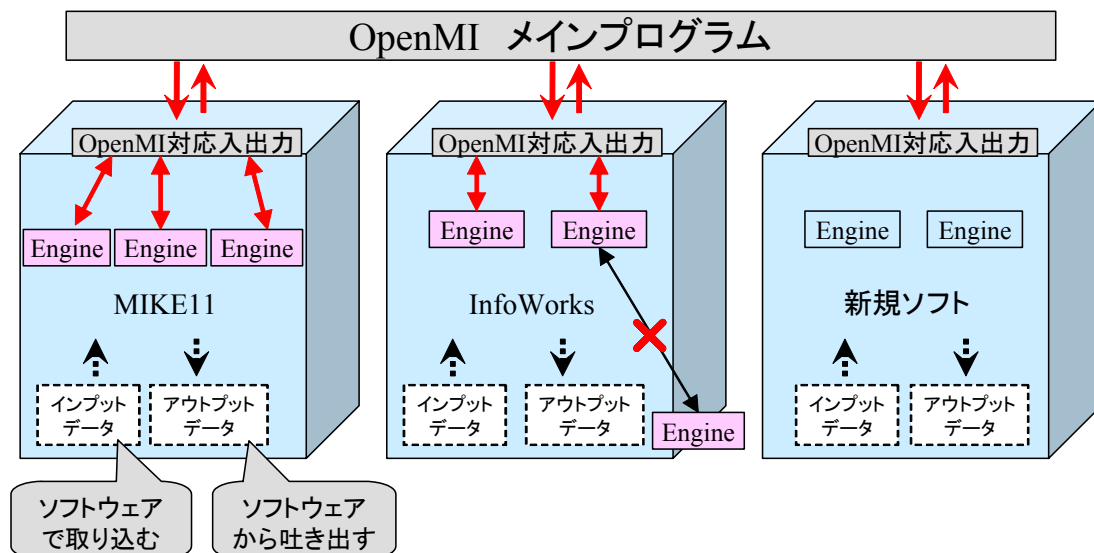 OpenMI メインプログラム
OpenMI対応入出力
Engine Engine Engine
MIKE11
インプット
データ
アウトプット
データ
ソフトウェア
で取り込む
ソフトウェア
から吐き出す
OpenMI対応入出力
Engine Engine
InfoWorks
インプット
データ
アウトプット
データ
Engine
OpenMI対応入出力
Engine Engine
新規ソフト
インプット
データ
アウトプット
データ